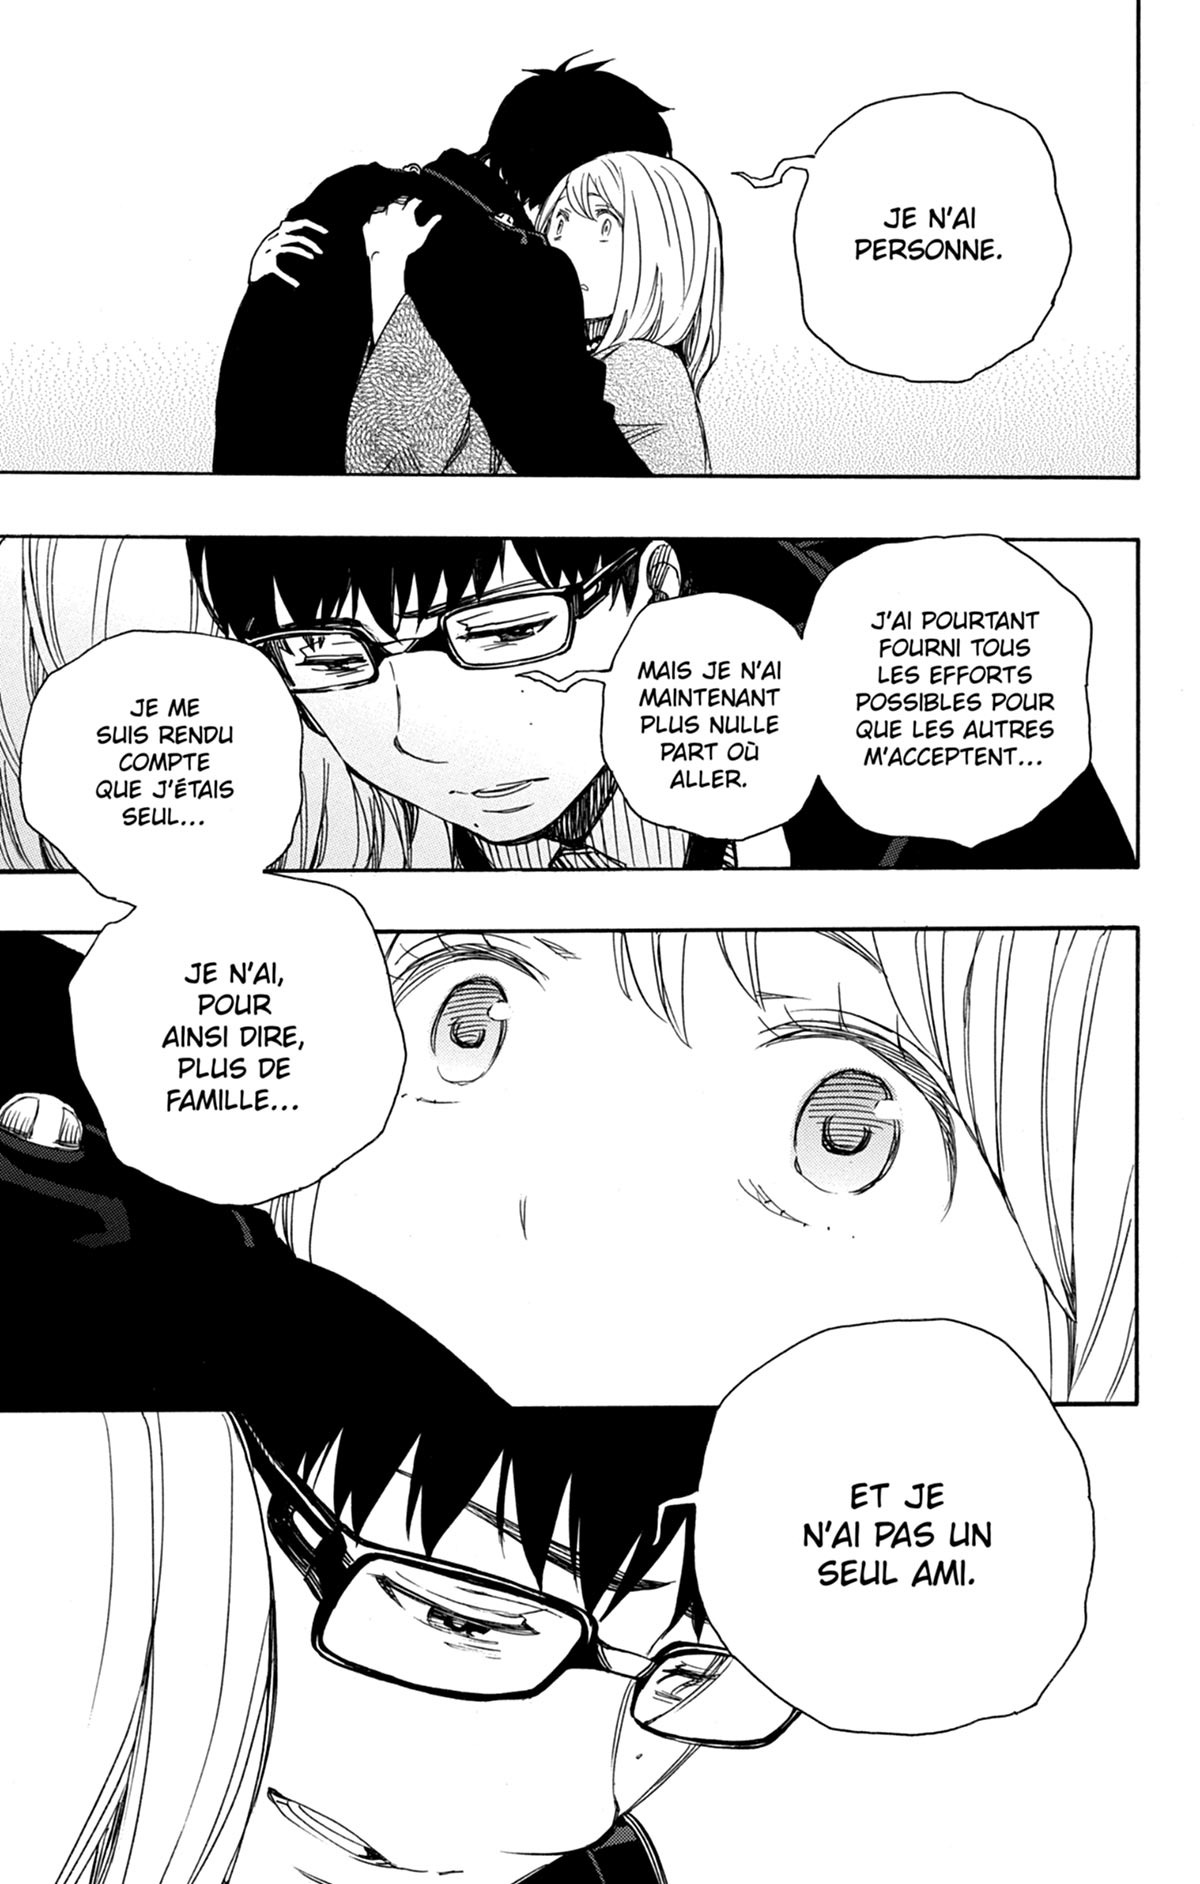 JE N'AI
PERSONNE.
J'AI POURTANT
FOURNI TOUS
LES EFFORTS
POSSIBLES POUR
QUE LES AUTRES
M'ACCEPTENT...
MAIS JE N'AI
MAINTENANT
PLUS NULLE
PART OÙ
ALLER.
JE ME
SUIS RENDU
COMPTE
QUE J'ÉTAIS
SEUL...
JE N'AI,
POUR
AINSI DIRE,
PLUS DE
FAMILLE...
ET JE
N'AI PAS UN
SEUL AMI.